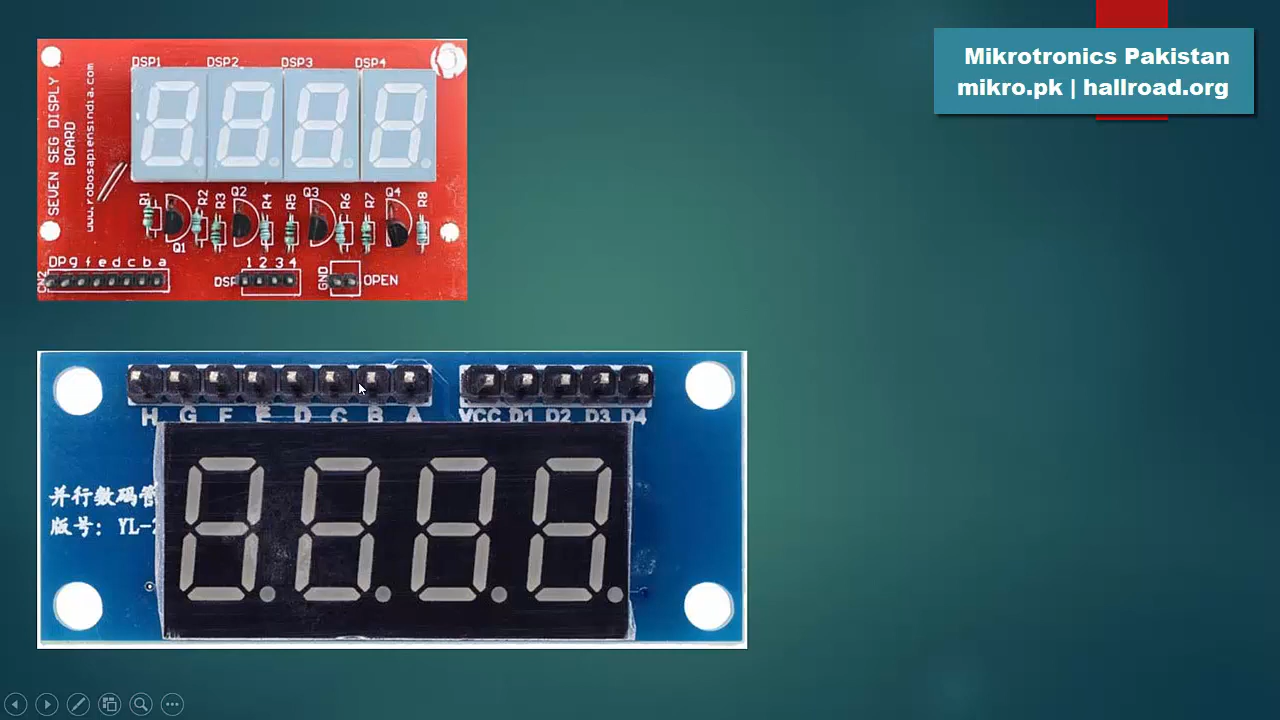 Mikrotronics Pakistan
mikro.pk | hallroad.org
DSP1 DSP2 DSP3 DSP4
SEVEN SEG DISPLY
BOARD
www.robosapiensindia.com
R1 R2 R3 Q2 R4 R5 Q3 R6 R7 Q4 R8
Q1
CN2
DP g f e d c b a
DSP
1 2 3 4
GND
OPEN
H G F E D C B A
VCC D1 D2 D3 D4
并行数码管
版号: YL-